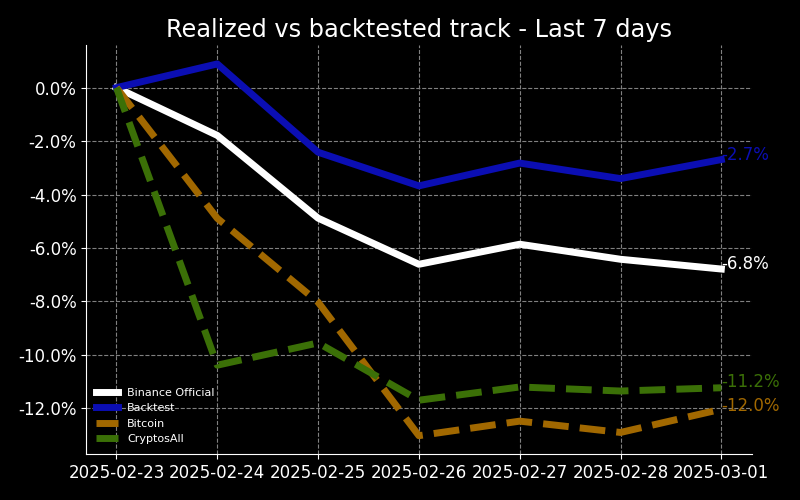 Realized vs backtested track - Last 7 days
0.0%
-2.0%
-4.0%
-6.0%
-8.0%
-10.0%
-12.0%
-2.7%
-6.8%
-11.2%
-12.0%
Binance Official
Backtest
Bitcoin
CryptosAll
2025-02-23 2025-02-24 2025-02-25 2025-02-26 2025-02-27 2025-02-28 2025-03-01